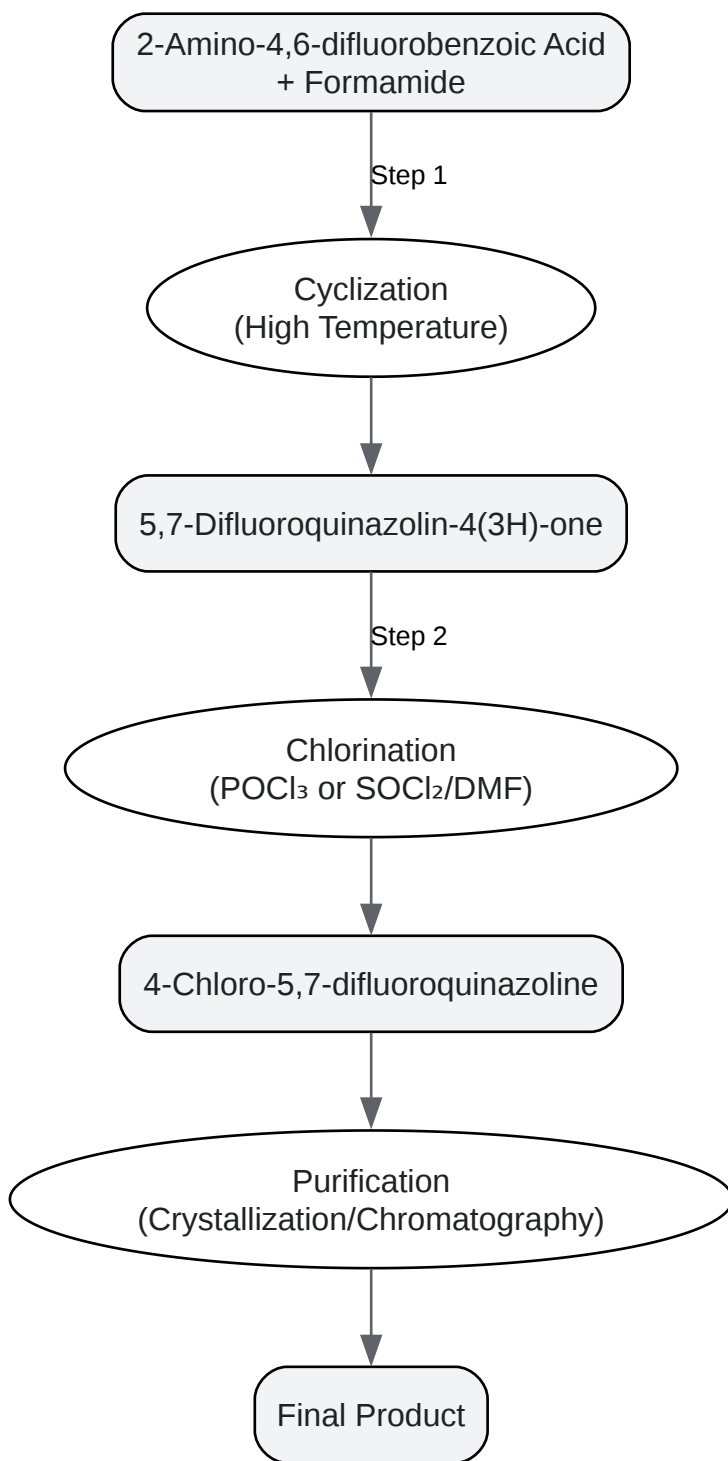 2-Amino-4,6-difluorobenzoic Acid
+ Formamide
Step 1
Cyclization
(High Temperature)
5,7-Difluoroquinazolin-4(3H)-one
Step 2
Chlorination
(POCl₃ or SOCl₂/DMF)
4-Chloro-5,7-difluoroquinazoline
Purification
(Crystallization/Chromatography)
Final Product